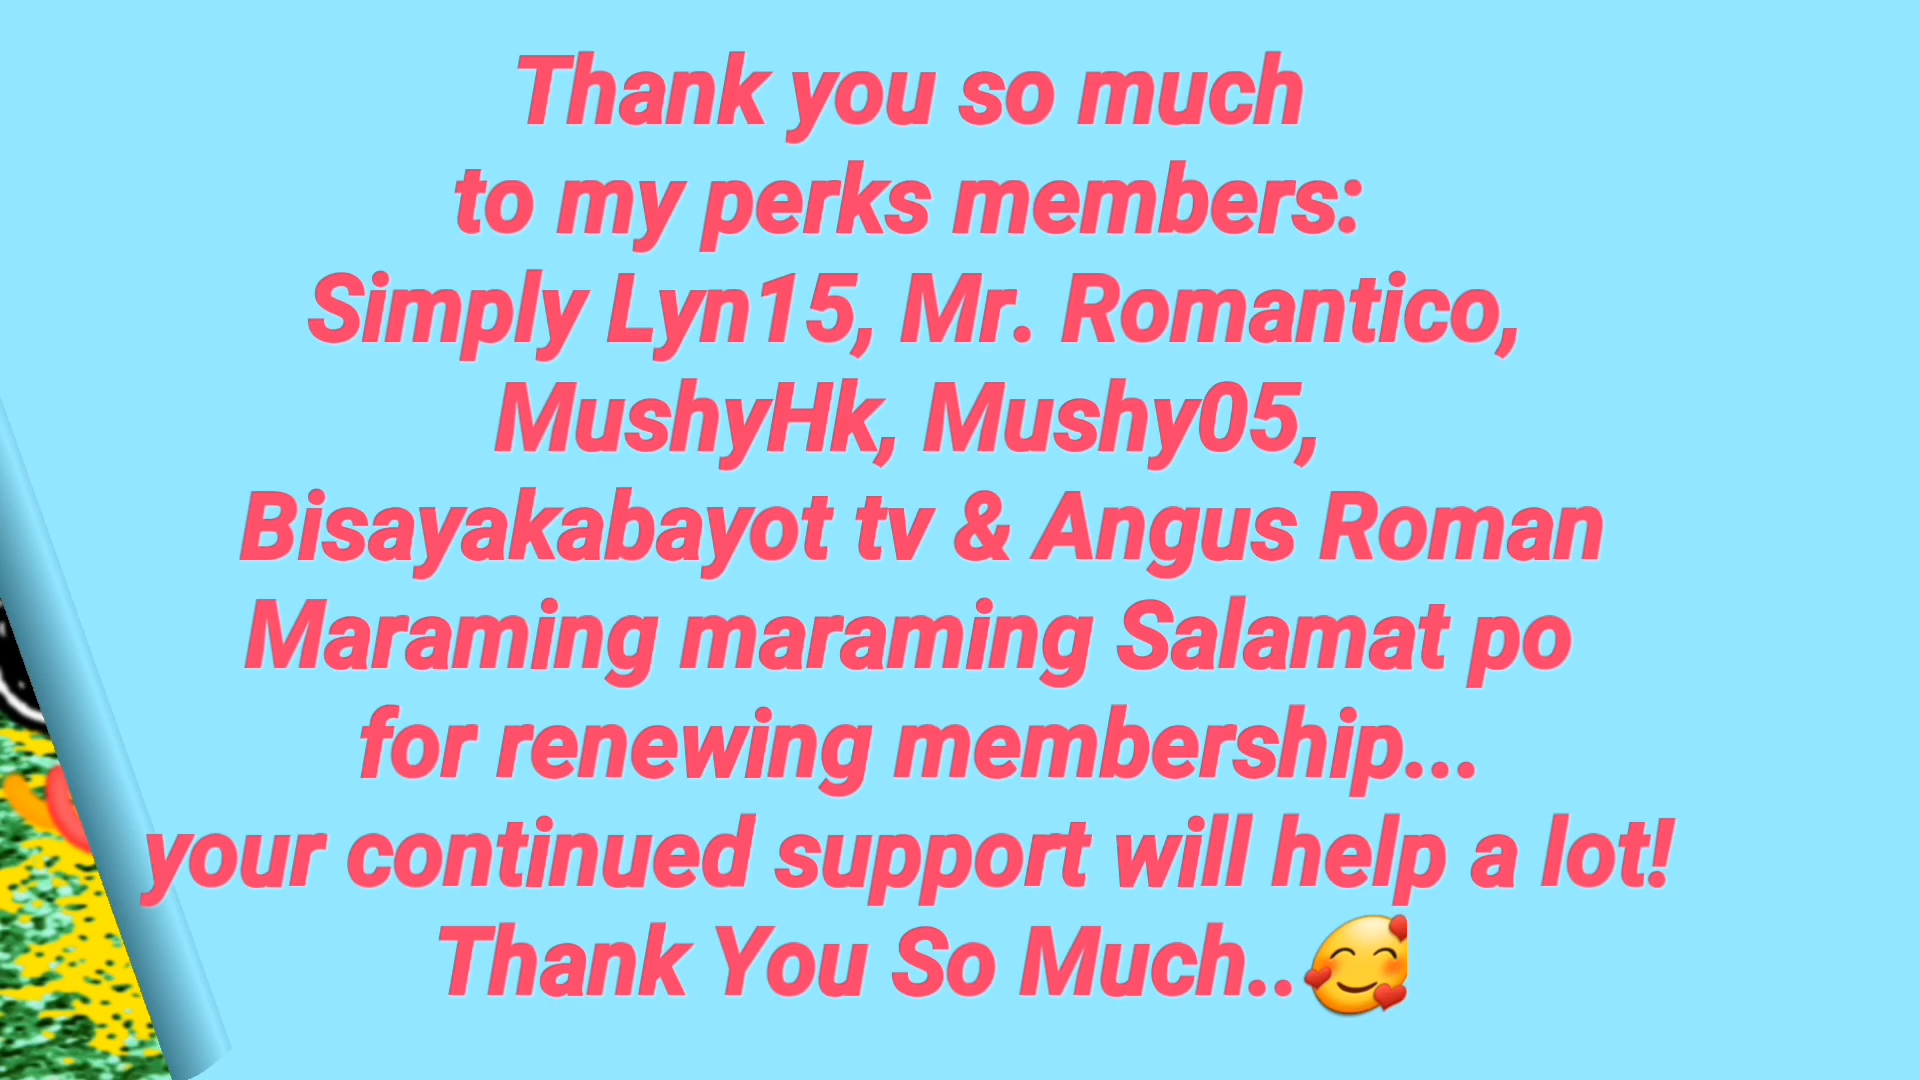 Thank you so much
to my perks members:
Simply Lyn15, Mr. Romantico,
MushyHk, Mushy05,
Bisayakabayot tv & Angus Roman
Maraming maraming Salamat po
for renewing membership...
your continued support will help a lot!
Thank You So Much..🥰